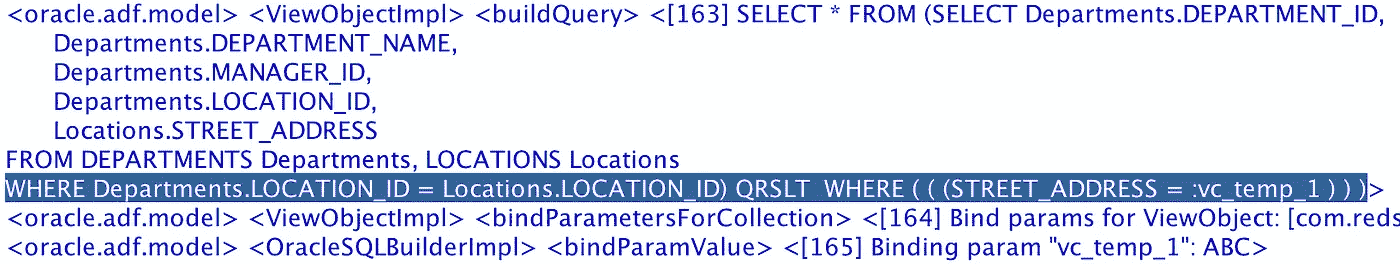 <oracle.adf.model> <ViewObjectImpl> <buildQuery> <[163] SELECT * FROM (SELECT Departments.DEPARTMENT_ID,
Departments.DEPARTMENT_NAME,
Departments.MANAGER_ID,
Departments.LOCATION_ID,
Locations.STREET_ADDRESS
FROM DEPARTMENTS Departments, LOCATIONS Locations
WHERE Departments.LOCATION_ID = Locations.LOCATION_ID) QRSLT  WHERE ( ( (STREET_ADDRESS = :vc_temp_1 ) ) )>
<oracle.adf.model> <ViewObjectImpl> <bindParametersForCollection> <[164] Bind params for ViewObject: [com.reds
<oracle.adf.model> <OracleSQLBuilderImpl> <bindParamValue> <[165] Binding param "vc_temp_1": ABC>